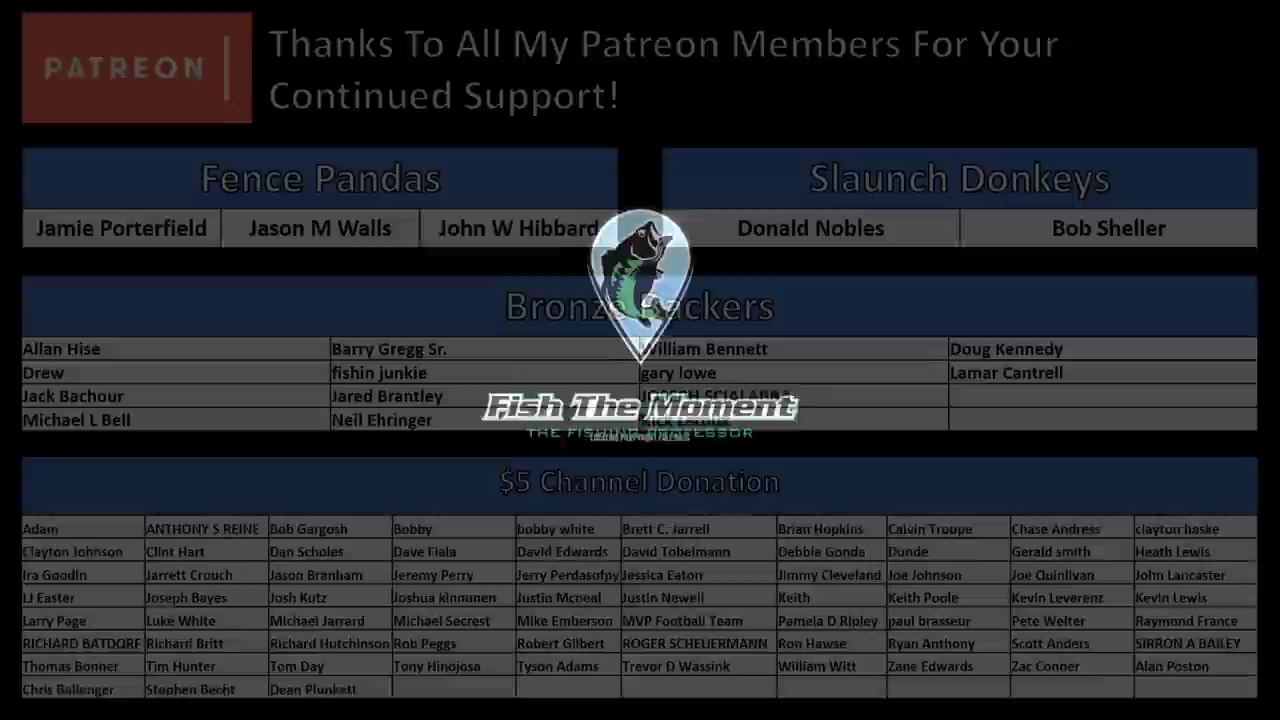 PATREON
Thanks To All My Patreon Members For Your
Continued Support!
Fence Pandas
Slaunch Donkeys
Jamie Porterfield Jason M Walls John W Hibbard Donald Nobles Bob Sheller
Bronze Backers
Allan Hise Barry Gregg Sr. William Bennett Doug Kennedy
Drew fishin junkie gary lowe Lamar Cantrell
Jack Bachour Jared Brantley JOSEPH SCIALABBA
Michael L Bell Neil Ehringer
Fish The Moment
THE FISHING PROFESSOR
$5 Channel Donation
Adam ANTHONY S REINE Bob Gargosh Bobby bobby white Brett C. Jarrell Brian Hopkins Calvin Troupe Chase Andress clayton haske
Clayton Johnson Clint Hart Dan Scholes Dave Fiala David Edwards David Tobelmann Debbie Gonda Dunde Gerald smith Heath Lewis
Ira Goodin Jarrett Crouch Jason Branham Jeremy Perry Jerry Perdasofpy Jessica Eaton Jimmy Cleveland Joe Johnson Joe Quinlivan John Lancaster
LJ Easter Joseph Bayes Josh Kutz Joshua kinnunen Justin Mcneal Justin Newell Keith Keith Poole Kevin Leverenz Kevin Lewis
Larry Page Luke White Michael Jarrard Michael Secrest Mike Emberson MVP Football Team Pamela D Ripley paul brasseur Pete Welter Raymond France
RICHARD BATDORF Richard Britt Richard Hutchinson Rob Peggs Robert Gilbert ROGER SCHEUERMANN Ron Hawse Ryan Anthony Scott Anders SIRRON A BAILEY
Thomas Bonner Tim Hunter Tom Day Tony Hinojosa Tyson Adams Trevor D Wassink William Witt Zane Edwards Zac Conner Alan Poston
Chris Ballenger Stephen Becht Dean Plunkett